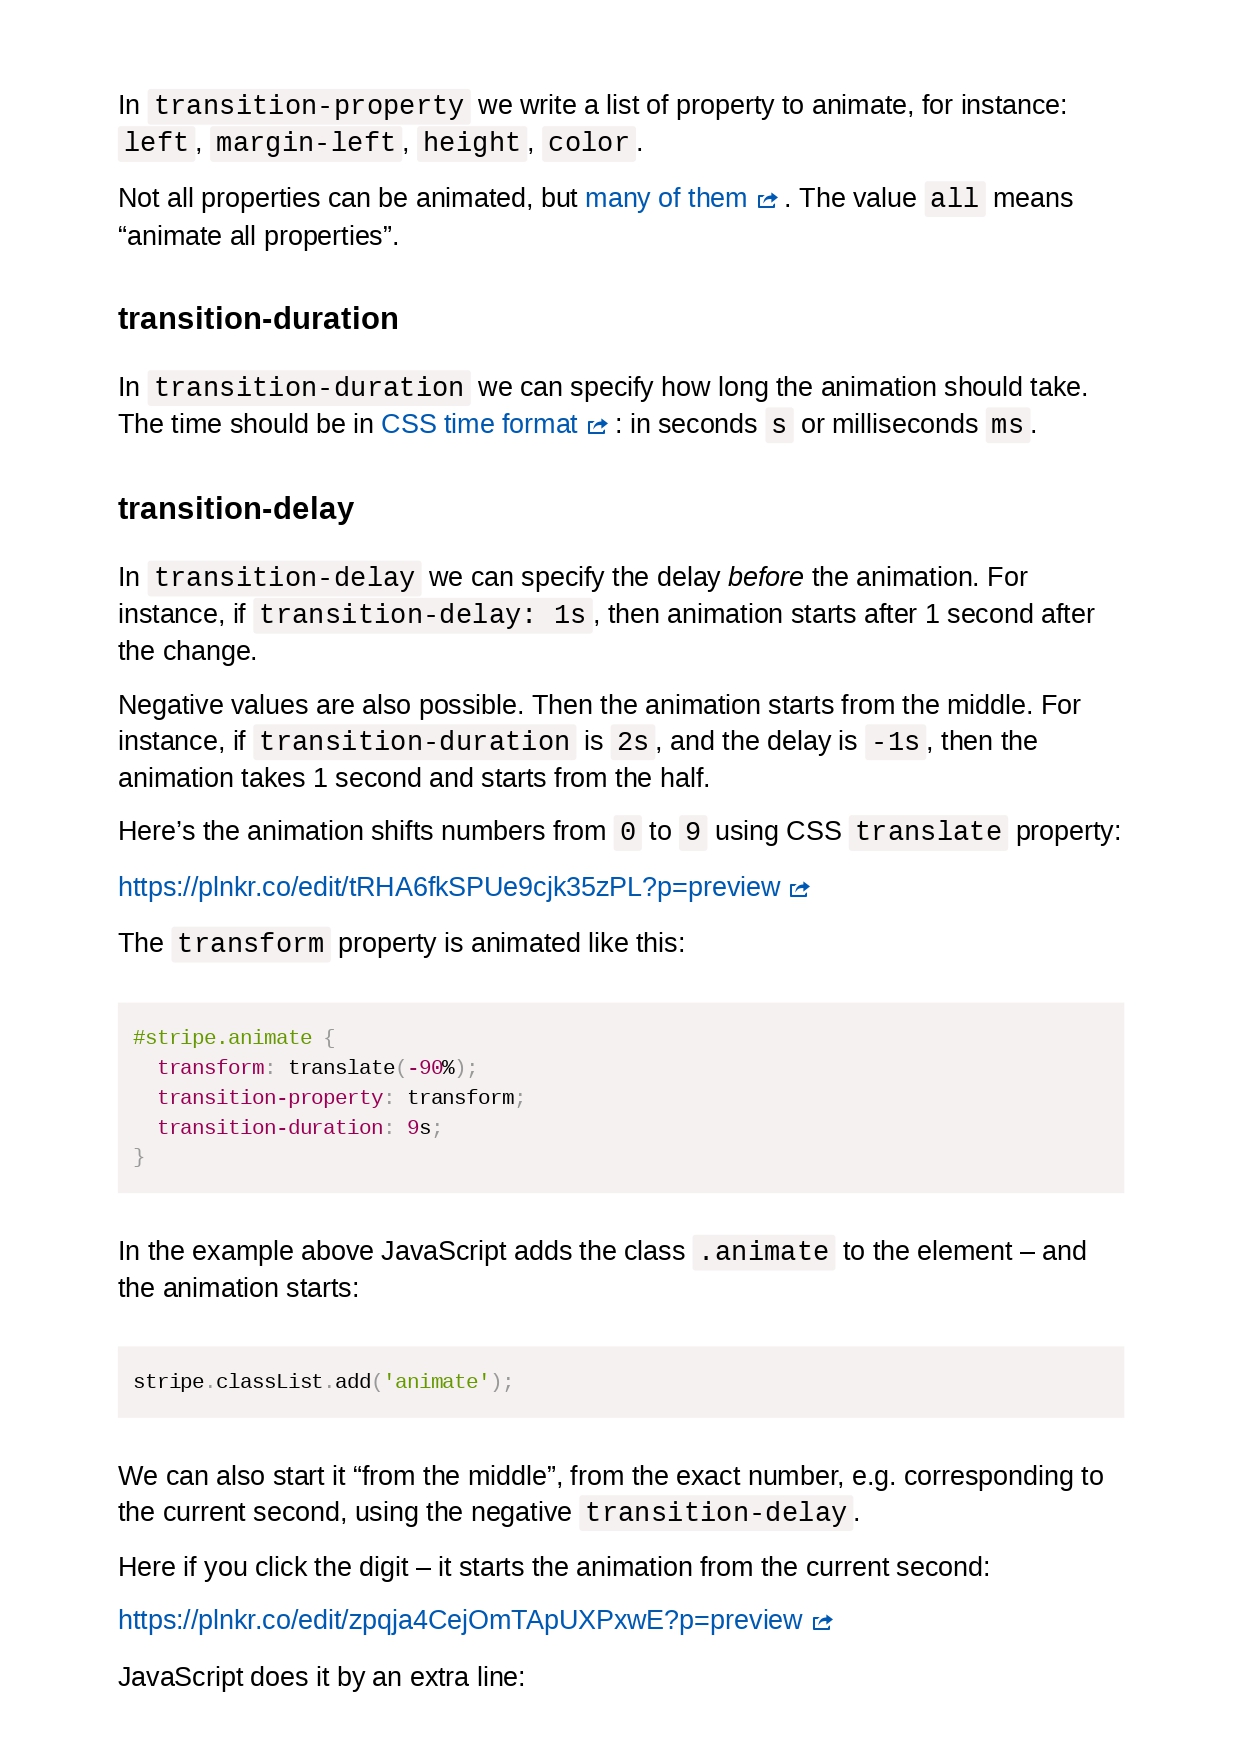 In transition-property we write a list of property to animate, for instance:
left, margin-left, height, color.
Not all properties can be animated, but many of them . The value all means
“animate all properties”.
transition-duration
In transition-duration we can specify how long the animation should take.
The time should be in CSS time format : in seconds s or milliseconds ms.
transition-delay
In transition-delay we can specify the delay before the animation. For
instance, if transition-delay: 1s, then animation starts after 1 second after
the change.
Negative values are also possible. Then the animation starts from the middle. For
instance, if transition-duration is 2s, and the delay is -1s, then the
animation takes 1 second and starts from the half.
Here’s the animation shifts numbers from 0 to 9 using CSS translate property:
https://plnkr.co/edit/tRHA6fkSPUe9cjk35zPL?p=preview
The transform property is animated like this:
#stripe.animate {
  transform: translate(-90%);
  transition-property: transform;
  transition-duration: 9s;
}
In the example above JavaScript adds the class .animate to the element – and
the animation starts:
stripe.classList.add('animate');
We can also start it “from the middle”, from the exact number, e.g. corresponding to
the current second, using the negative transition-delay.
Here if you click the digit – it starts the animation from the current second:
https://plnkr.co/edit/zpqja4CejOmTApUXPxwE?p=preview
JavaScript does it by an extra line: